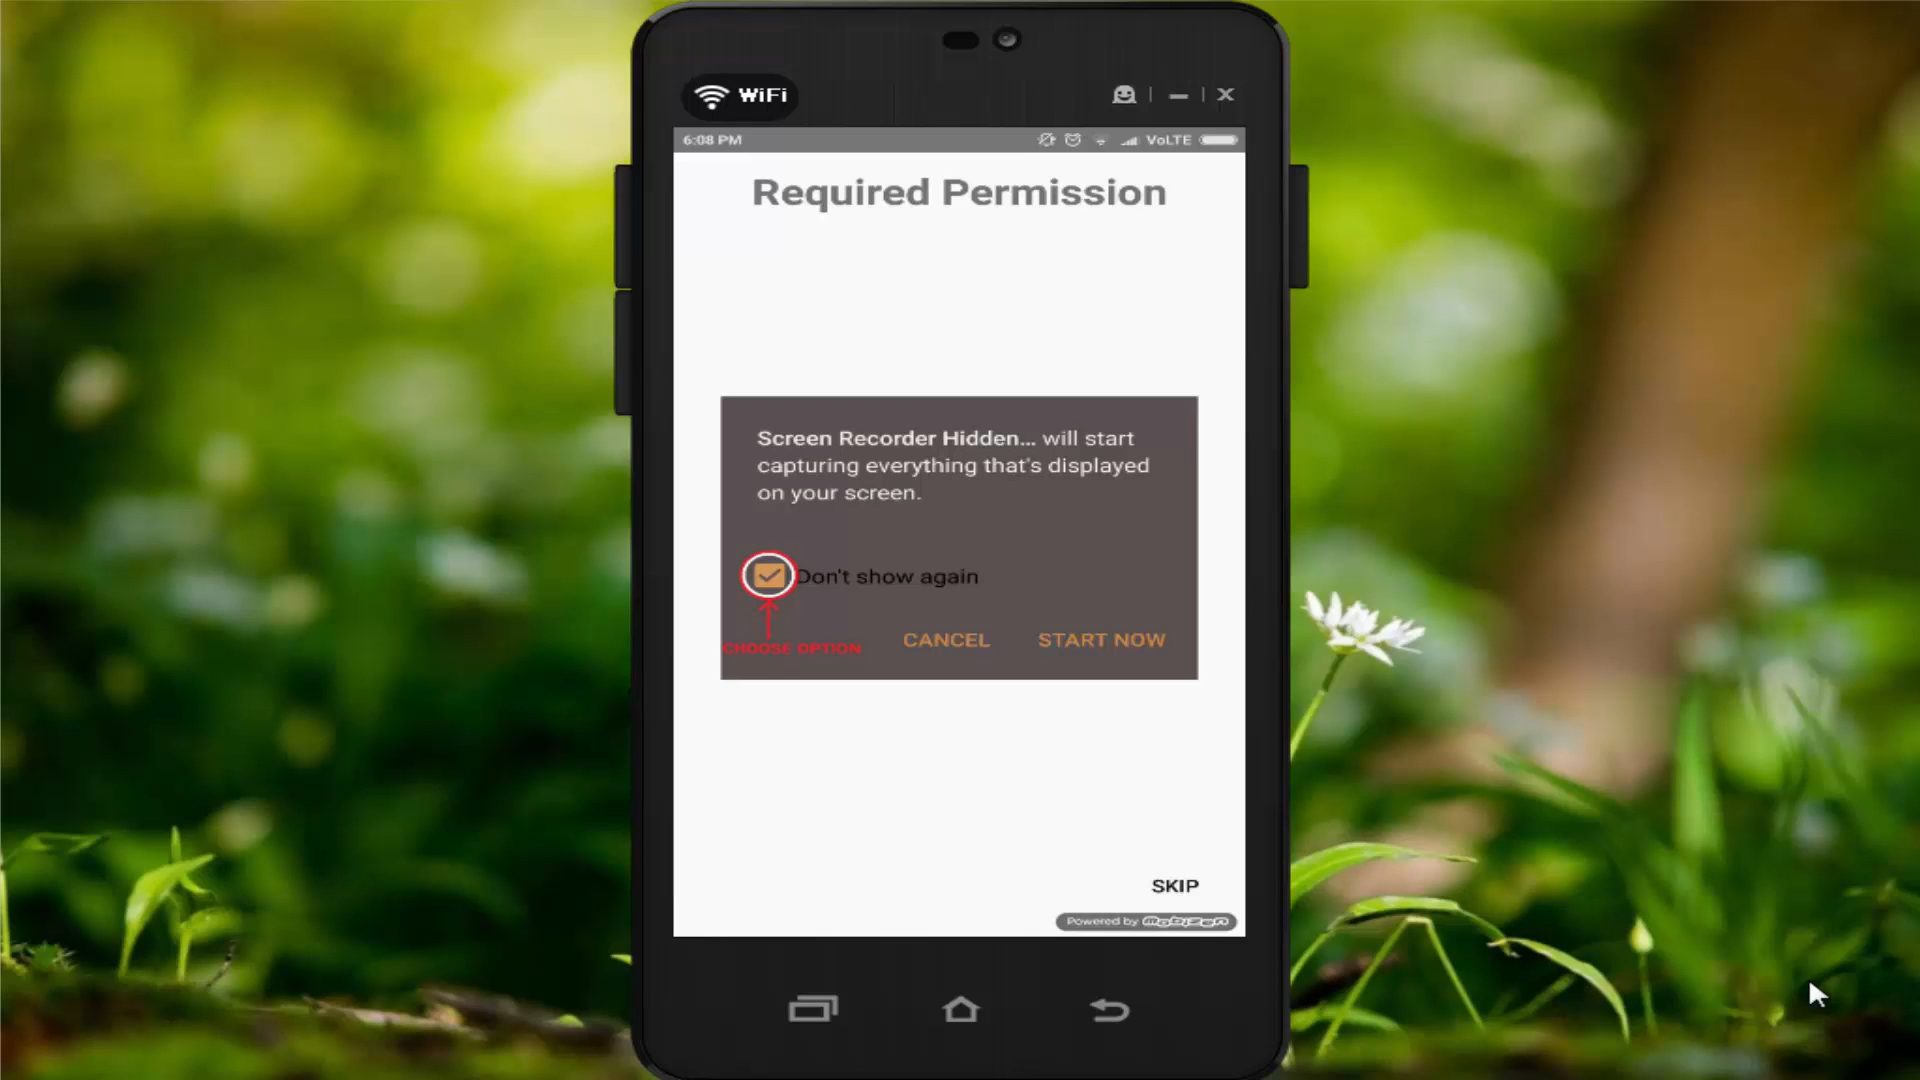 WiFi
6:08 PM
VoLTE
Required Permission
Screen Recorder Hidden... will start
capturing everything that's displayed
on your screen.
Don't show again
CHOOSE OPTION
CANCEL START NOW
SKIP
Powered by mobizen